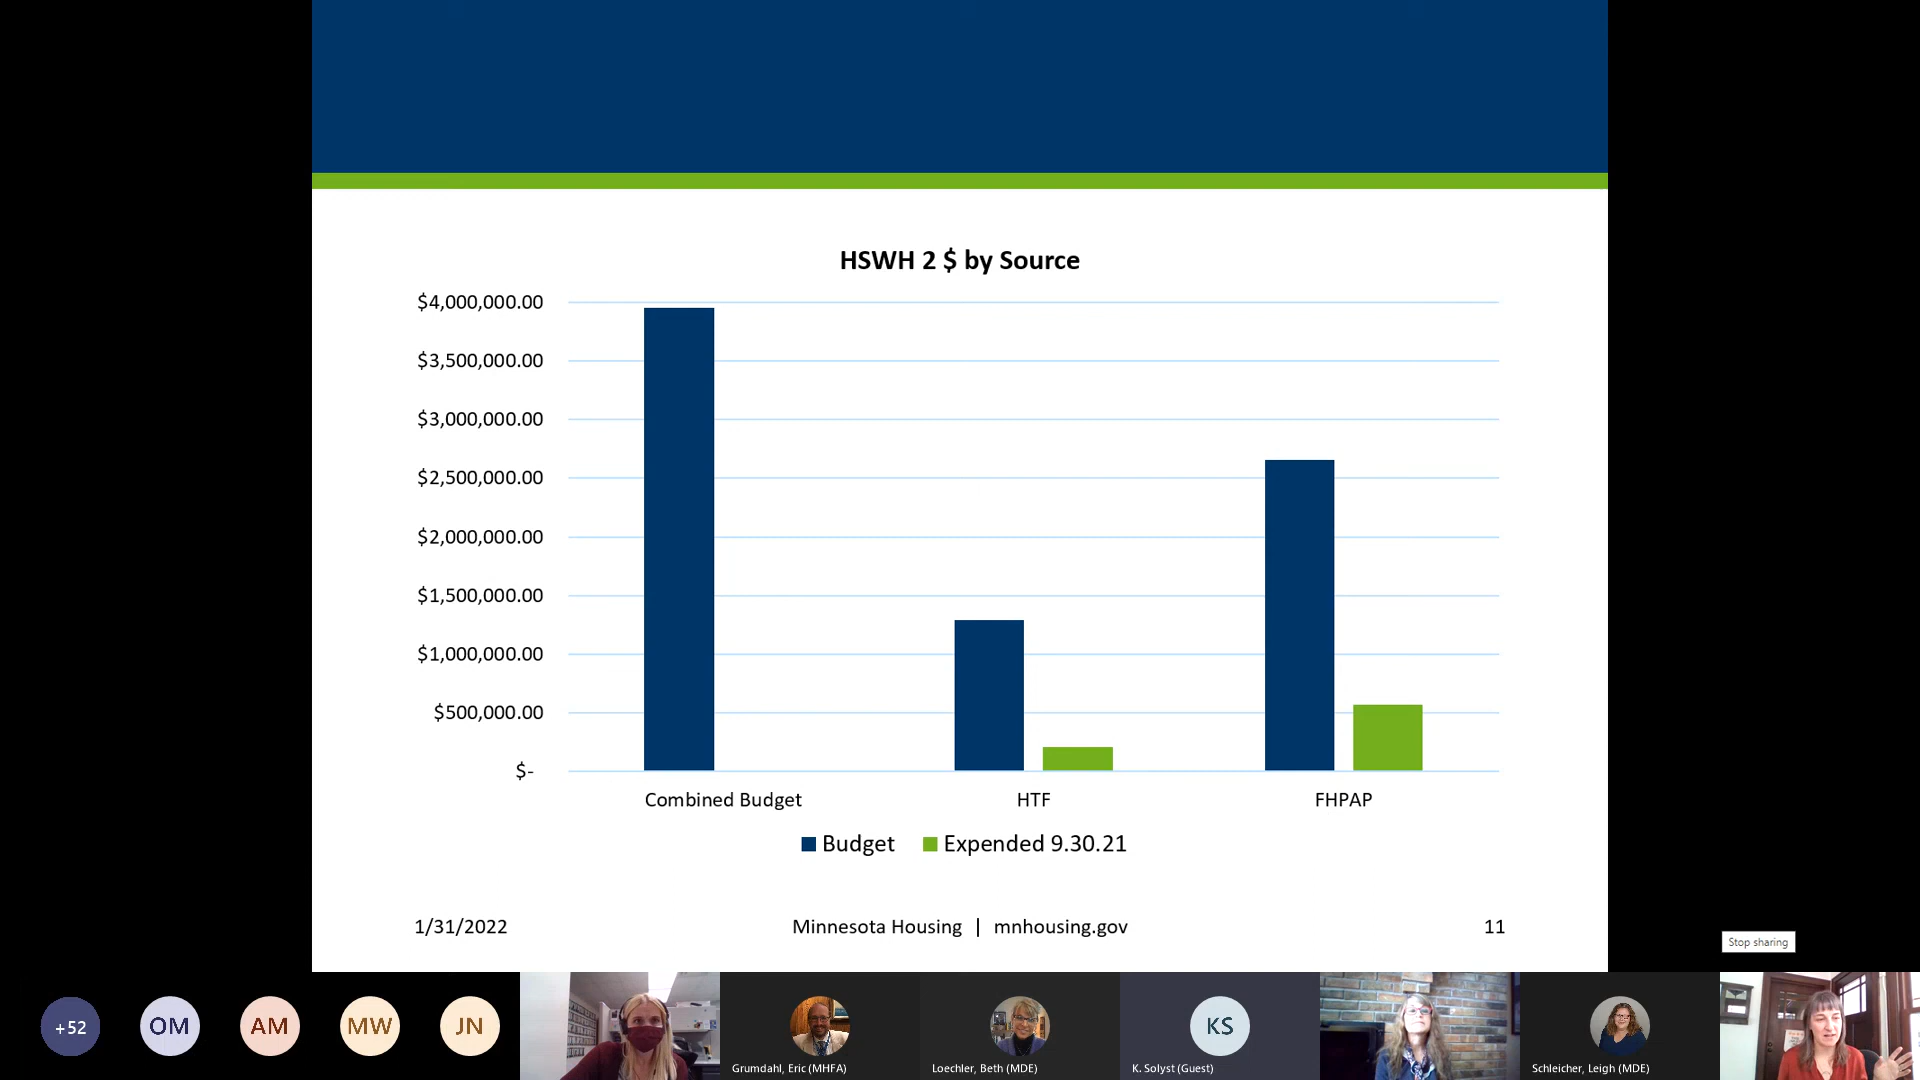 HSWH 2 $ by Source
$4,000,000.00
$3,500,000.00
$3,000,000.00
$2,500,000.00
$2,000,000.00
$1,500,000.00
$1,000,000.00
$500,000.00
$-
Combined Budget HTF FHPAP
Budget Expended 9.30.21
1/31/2022 Minnesota Housing | mnhousing.gov 11
Stop sharing
+52 OM AM MW JN KS
Grumdahl, Eric (MHFA) Loechler, Beth (MDE) K. Solyst (Guest) Schleicher, Leigh (MDE)